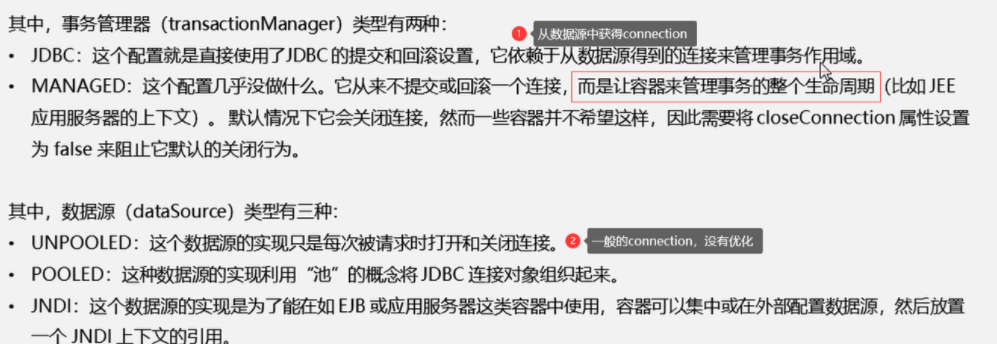 其中，事务管理器（transactionManager）类型有两种：
1 从数据源中获得connection
• JDBC：这个配置就是直接使用了JDBC 的提交和回滚设置，它依赖于从数据源得到的连接来管理事务作用域。
• MANAGED：这个配置几乎没做什么。它从来不提交或回滚一个连接，而是让容器来管理事务的整个生命周期（比如 JEE
应用服务器的上下文）。 默认情况下它会关闭连接，然而一些容器并不希望这样，因此需要将 closeConnection 属性设置
为 false 来阻止它默认的关闭行为。
其中，数据源（dataSource）类型有三种：
• UNPOOLED：这个数据源的实现只是每次被请求时打开和关闭连接。 2 一般的connection，没有优化
• POOLED：这种数据源的实现利用“池”的概念将 JDBC 连接对象组织起来。
• JNDI：这个数据源的实现是为了能在如 EJB 或应用服务器这类容器中使用，容器可以集中或在外部配置数据源，然后放置
一个 JNDI 上下文的引用。